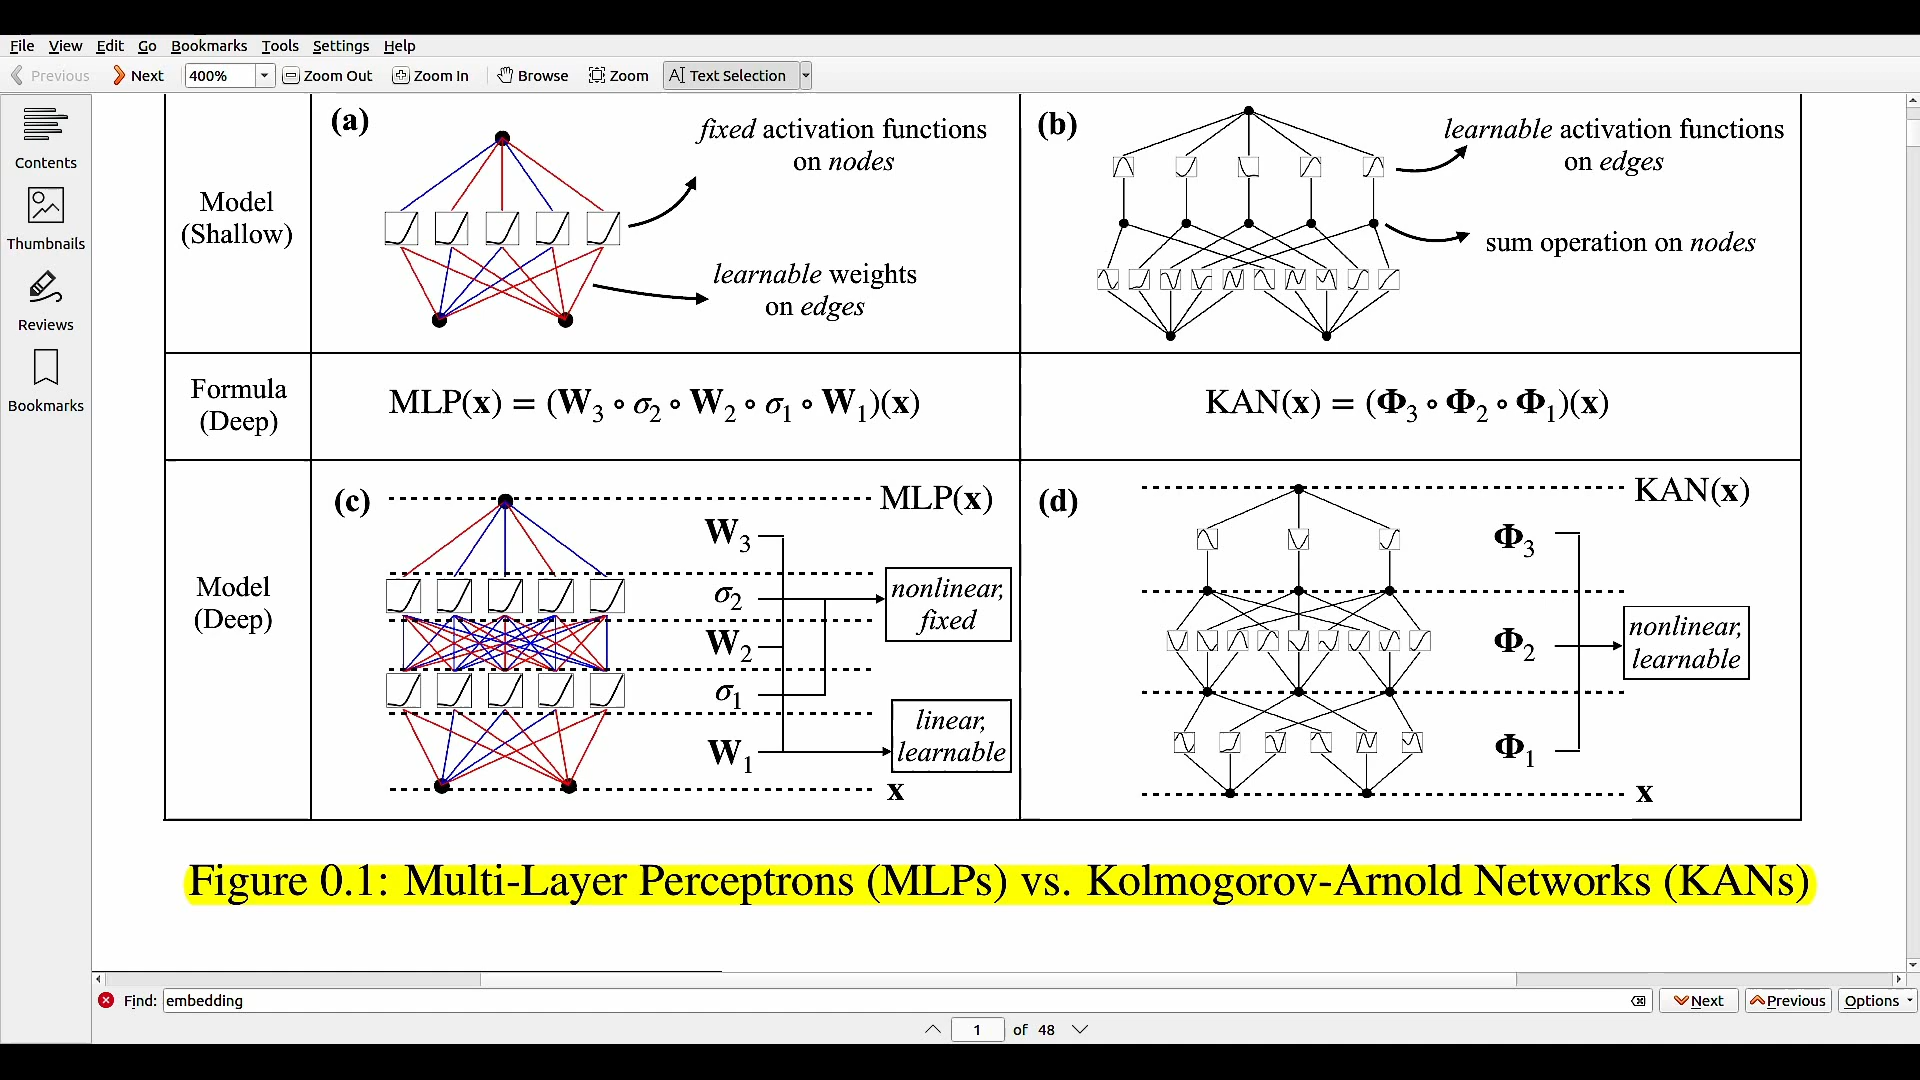 File View Edit Go Bookmarks Tools Settings Help
Previous Next 400% Zoom Out Zoom In Browse Zoom Text Selection
Contents
Thumbnails
Reviews
Bookmarks
Model
(Shallow)
(a)
fixed activation functions
on nodes
learnable weights
on edges
(b)
learnable activation functions
on edges
sum operation on nodes
Formula
(Deep)
MLP(x) = (W₃ ∘ σ₂ ∘ W₂ ∘ σ₁ ∘ W₁)(x)
KAN(x) = (Φ₃ ∘ Φ₂ ∘ Φ₁)(x)
Model
(Deep)
(c)
MLP(x)
W₃
σ₂
nonlinear,
fixed
W₂
σ₁
linear,
learnable
W₁
x
(d)
KAN(x)
Φ₃
Φ₂
nonlinear,
learnable
Φ₁
x
Figure 0.1: Multi-Layer Perceptrons (MLPs) vs. Kolmogorov-Arnold Networks (KANs)
Find: embedding Next Previous Options
1 of 48